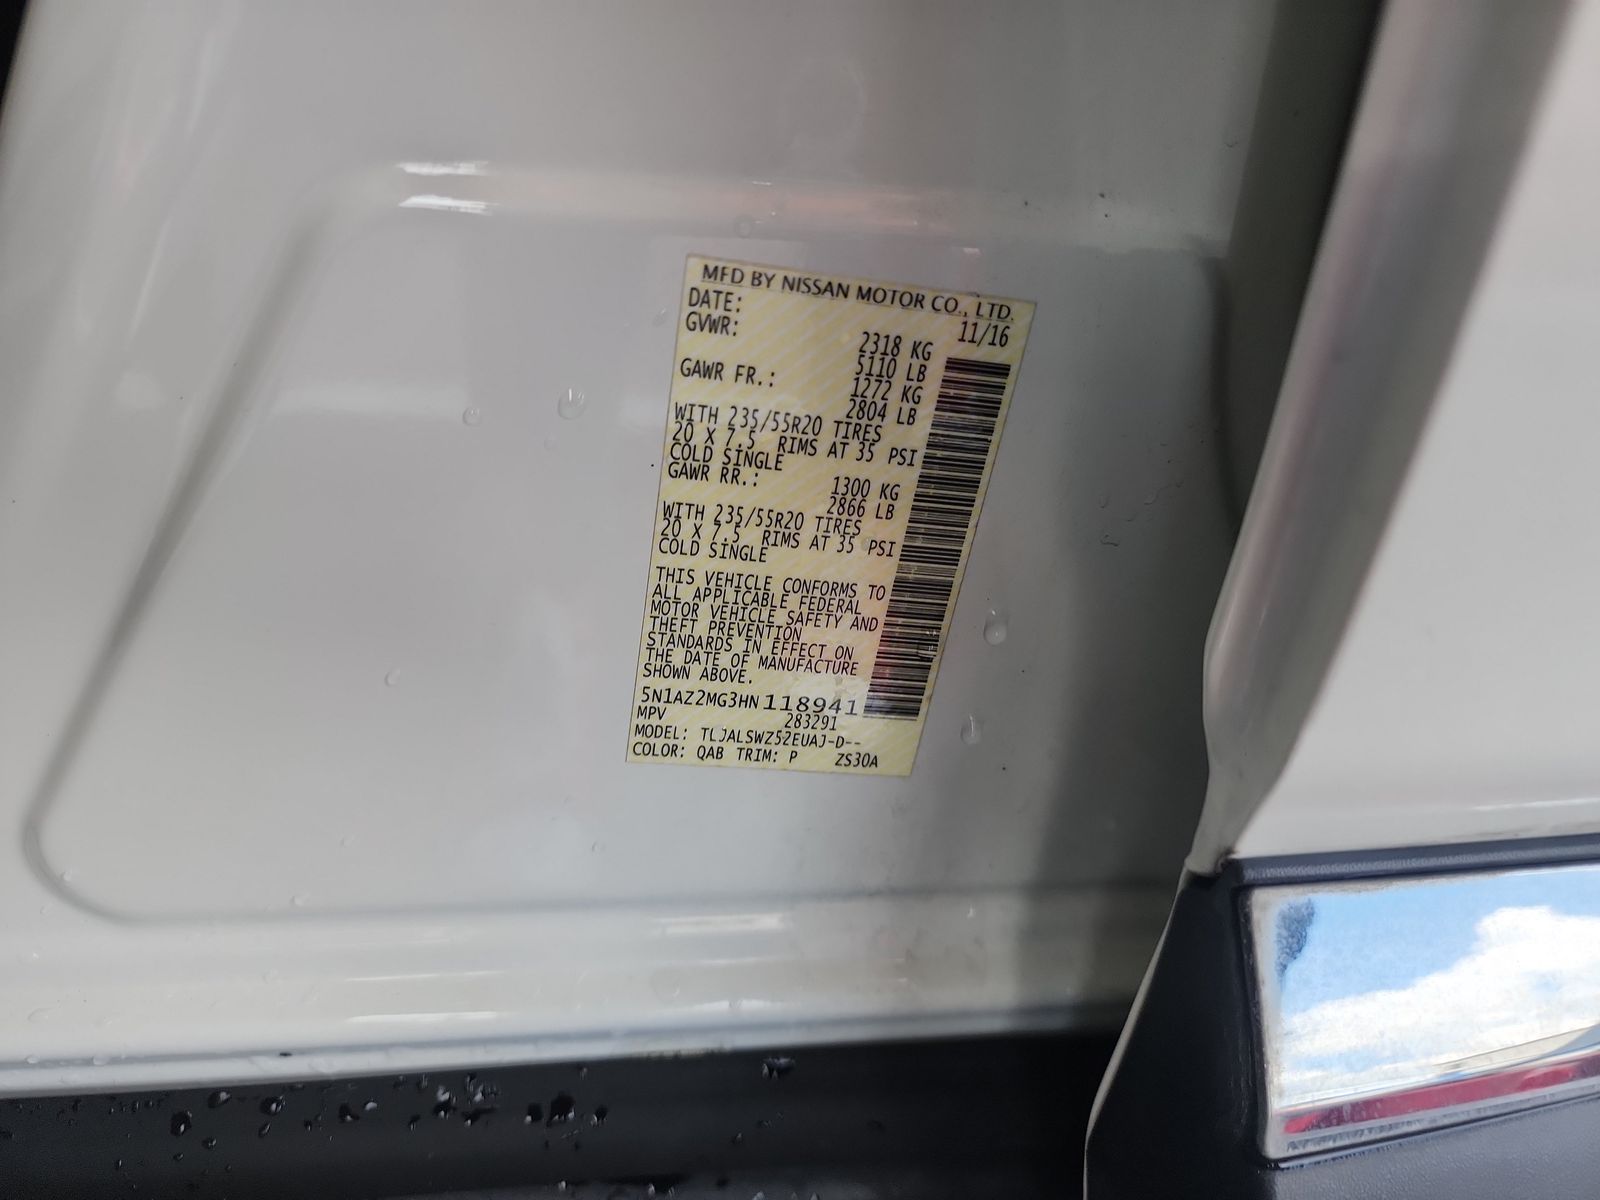 MFD BY NISSAN MOTOR CO., LTD.
DATE: 11/16
GVWR: 2318 KG
5110 LB
GAWR FR.: 1272 KG
2804 LB
WITH 235/55R20 TIRES
20 X 7.5 RIMS AT 35 PSI
COLD SINGLE
GAWR RR.: 1300 KG
2866 LB
WITH 235/55R20 TIRES
20 X 7.5 RIMS AT 35 PSI
COLD SINGLE
THIS VEHICLE CONFORMS TO
ALL APPLICABLE FEDERAL
MOTOR VEHICLE SAFETY AND
THEFT PREVENTION
STANDARDS IN EFFECT ON
THE DATE OF MANUFACTURE
SHOWN ABOVE.
5N1AZ2MG3HN118941
MPV 283291
MODEL: TLJALSWZ52EUAJ-D--
COLOR: QAB TRIM: P ZS30A